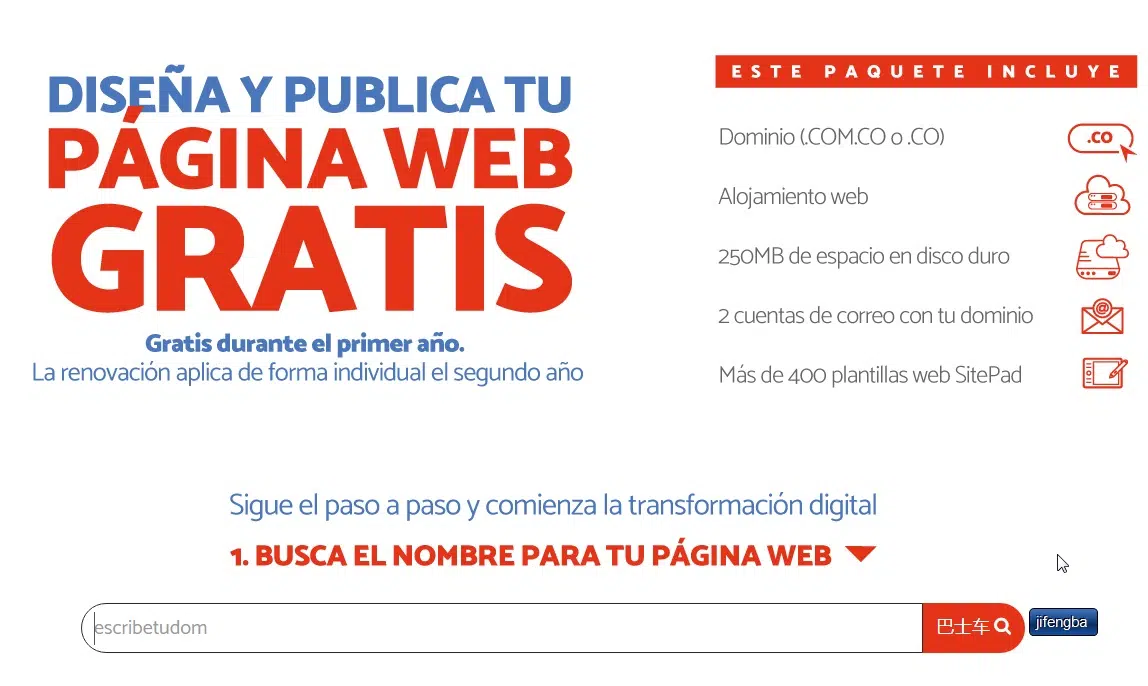 DISEÑA Y PUBLICA TU
PÁGINA WEB
GRATIS
Gratis durante el primer año.
La renovación aplica de forma individual el segundo año
ESTE PAQUETE INCLUYE
Dominio (.COM.CO o .CO)
.CO
Alojamiento web
250MB de espacio en disco duro
2 cuentas de correo con tu dominio
@
Más de 400 plantillas web SitePad
Sigue el paso a paso y comienza la transformación digital
1. BUSCA EL NOMBRE PARA TU PÁGINA WEB
escribetudom
巴士车
jifengba